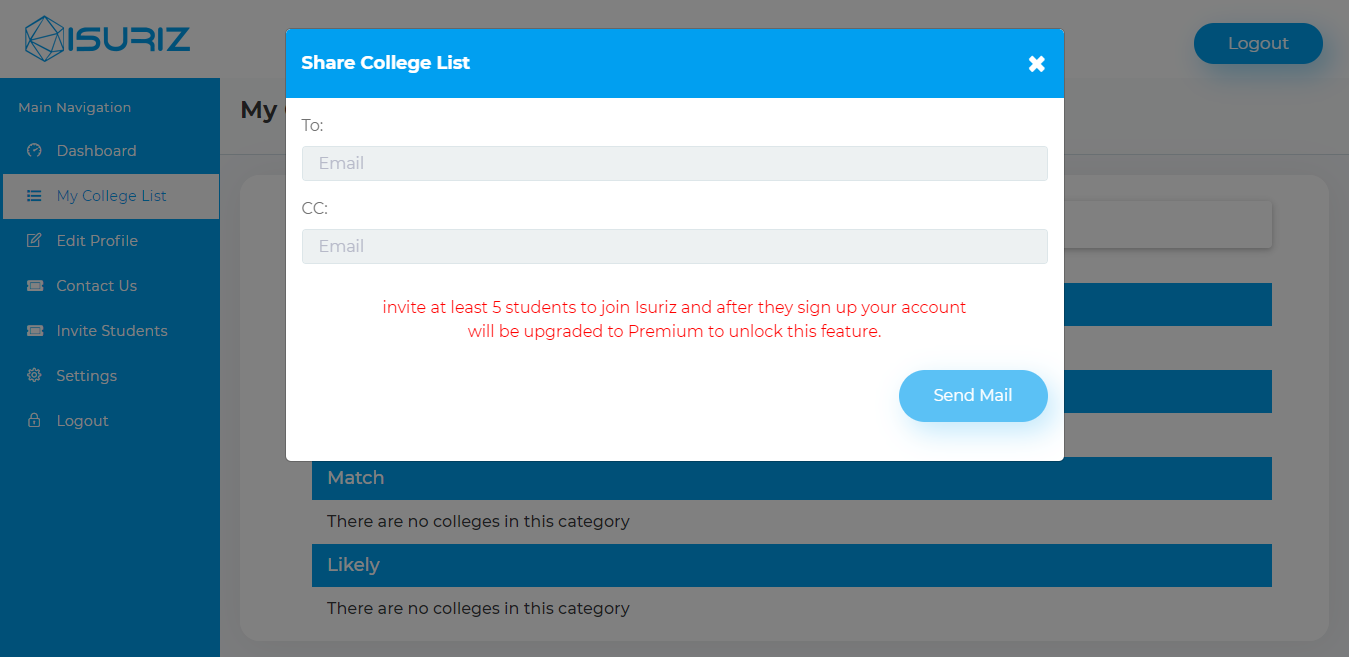 ISURIZ
Logout
Main Navigation
Dashboard
My College List
Edit Profile
Contact Us
Invite Students
Settings
Logout
My
Share College List
To:
Email
CC:
Email
invite at least 5 students to join Isuriz and after they sign up your account
will be upgraded to Premium to unlock this feature.
Send Mail
Match
There are no colleges in this category
Likely
There are no colleges in this category